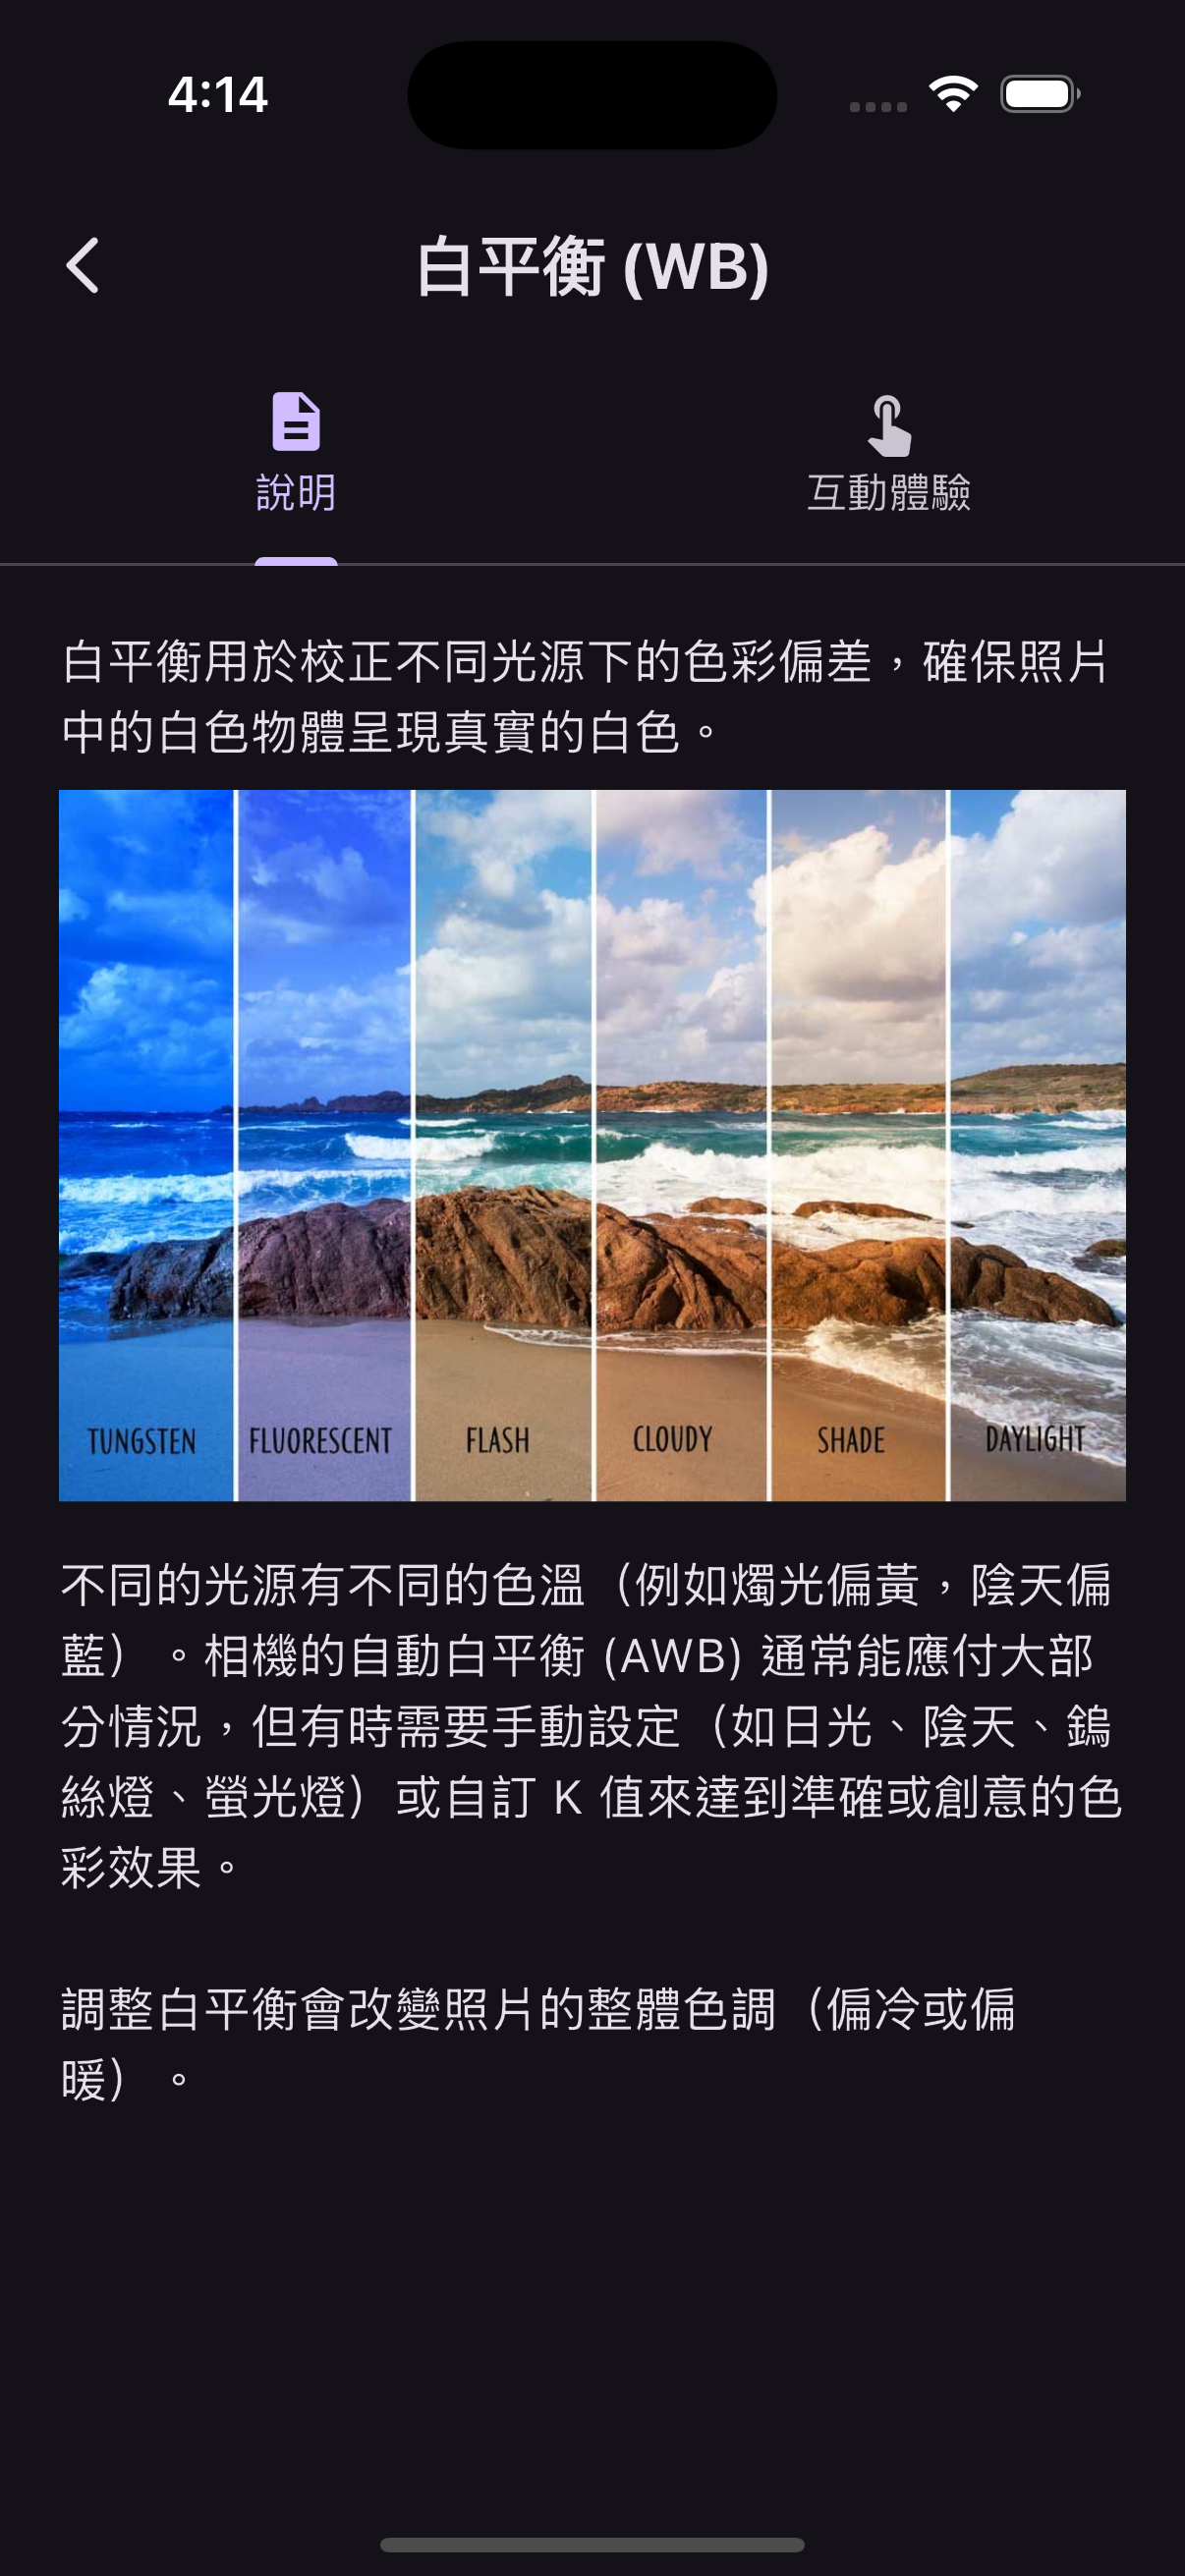 4:14
白平衡 (WB)
說明
互動體驗
白平衡用於校正不同光源下的色彩偏差，確保照片
中的白色物體呈現真實的白色。
TUNGSTEN
FLUORESCENT
FLASH
CLOUDY
SHADE
DAYLIGHT
不同的光源有不同的色溫（例如燭光偏黃，陰天偏
藍）。相機的自動白平衡 (AWB) 通常能應付大部
分情況，但有時需要手動設定（如日光、陰天、鎢
絲燈、螢光燈）或自訂 K 值來達到準確或創意的色
彩效果。
調整白平衡會改變照片的整體色調（偏冷或偏
暖）。